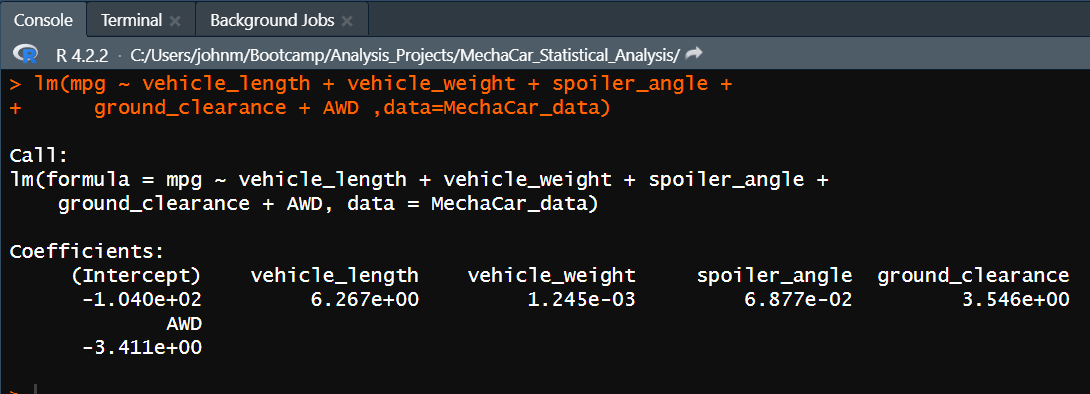 Console Terminal Background Jobs
R R 4.2.2 · C:/Users/johnm/Bootcamp/Analysis_Projects/MechaCar_Statistical_Analysis/
> lm(mpg ~ vehicle_length + vehicle_weight + spoiler_angle +
+      ground_clearance + AWD ,data=MechaCar_data)
Call:
lm(formula = mpg ~ vehicle_length + vehicle_weight + spoiler_angle +
    ground_clearance + AWD, data = MechaCar_data)
Coefficients:
     (Intercept)    vehicle_length    vehicle_weight     spoiler_angle  ground_clearance
      -1.040e+02         6.267e+00         1.245e-03         6.877e-02         3.546e+00
             AWD
      -3.411e+00
>